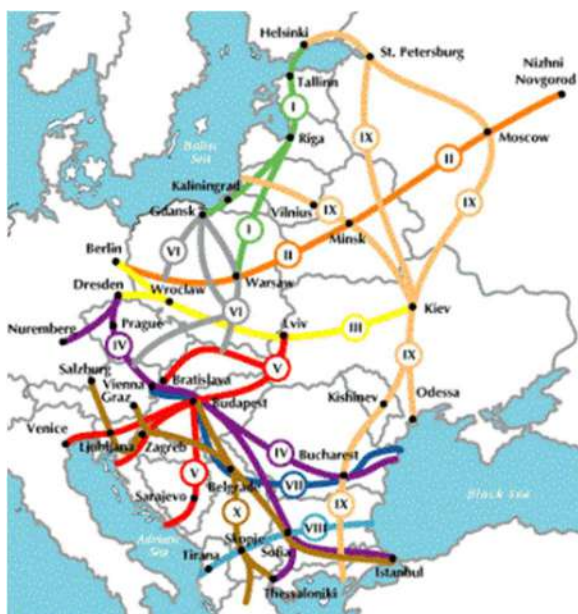 Helsinki
St. Petersburg
Nizhni
Novgorod
Tallinn
I
Moscow
Baltic
Sea
Riga
IX
II
Kaliningrad
Vilnius
IX
IX
Gdansk
Minsk
VI
I
II
Berlin
Warsaw
Dresden
Wroclaw
VI
Kiev
Lviv
III
Nuremberg
Prague
IV
IX
Salzburg
V
Vienna
Bratislava
Graz
Budapest
Kishinev
Odessa
Venice
Ljubljana
Zagreb
IV
Bucharest
V
Belgrade
VII
Sarajevo
Black Sea
X
IX
Adriatic
Sea
Skopje
VIII
Tirana
Sofia
Istanbul
Thessaloniki